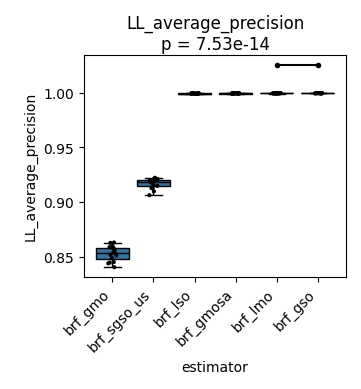 LL_average_precision
p = 7.53e-14
LL_average_precision
1.00
0.95
0.90
0.85
brf_gmo
brf_sgso_us
brf_lso
brf_gmosa
brf_lmo
brf_gso
estimator